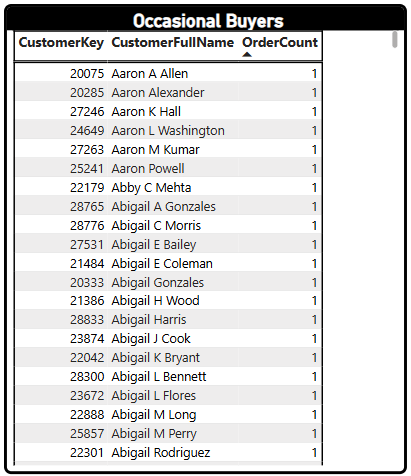 Occasional Buyers
CustomerKey CustomerFullName OrderCount
20075 Aaron A Allen 1
20285 Aaron Alexander 1
27246 Aaron K Hall 1
24649 Aaron L Washington 1
27263 Aaron M Kumar 1
25241 Aaron Powell 1
22179 Abby C Mehta 1
28765 Abigail A Gonzales 1
28776 Abigail C Morris 1
27531 Abigail E Bailey 1
21484 Abigail E Coleman 1
20333 Abigail Gonzales 1
21386 Abigail H Wood 1
28833 Abigail Harris 1
23874 Abigail J Cook 1
22042 Abigail K Bryant 1
28300 Abigail L Bennett 1
23672 Abigail L Flores 1
22888 Abigail M Long 1
25857 Abigail M Perry 1
22301 Abigail Rodriguez 1